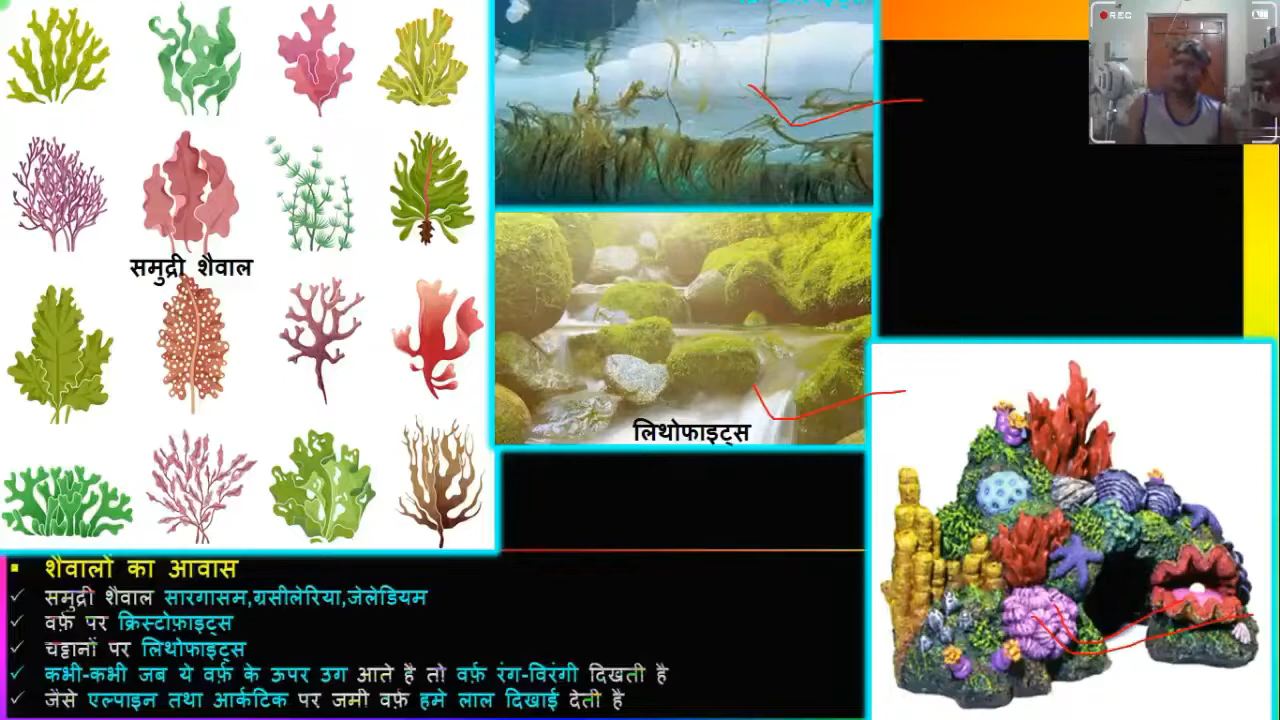 REC
समुद्री शैवाल
लिथोफाइट्स
शैवालों का आवास
समुद्री शैवाल सारगासम,ग्रसीलेरिया,जेलेडियम
वर्फ़ पर क्रिस्टोफ़ाइट्स
चट्टानों पर लिथोफाइट्स
कभी-कभी जब ये वर्फ़ के ऊपर उग आते है तो वर्फ़ रंग-विरंगी दिखती है
जैसे एल्पाइन तथा आर्कटिक पर जमी वर्फ़ हमे लाल दिखाई देती है